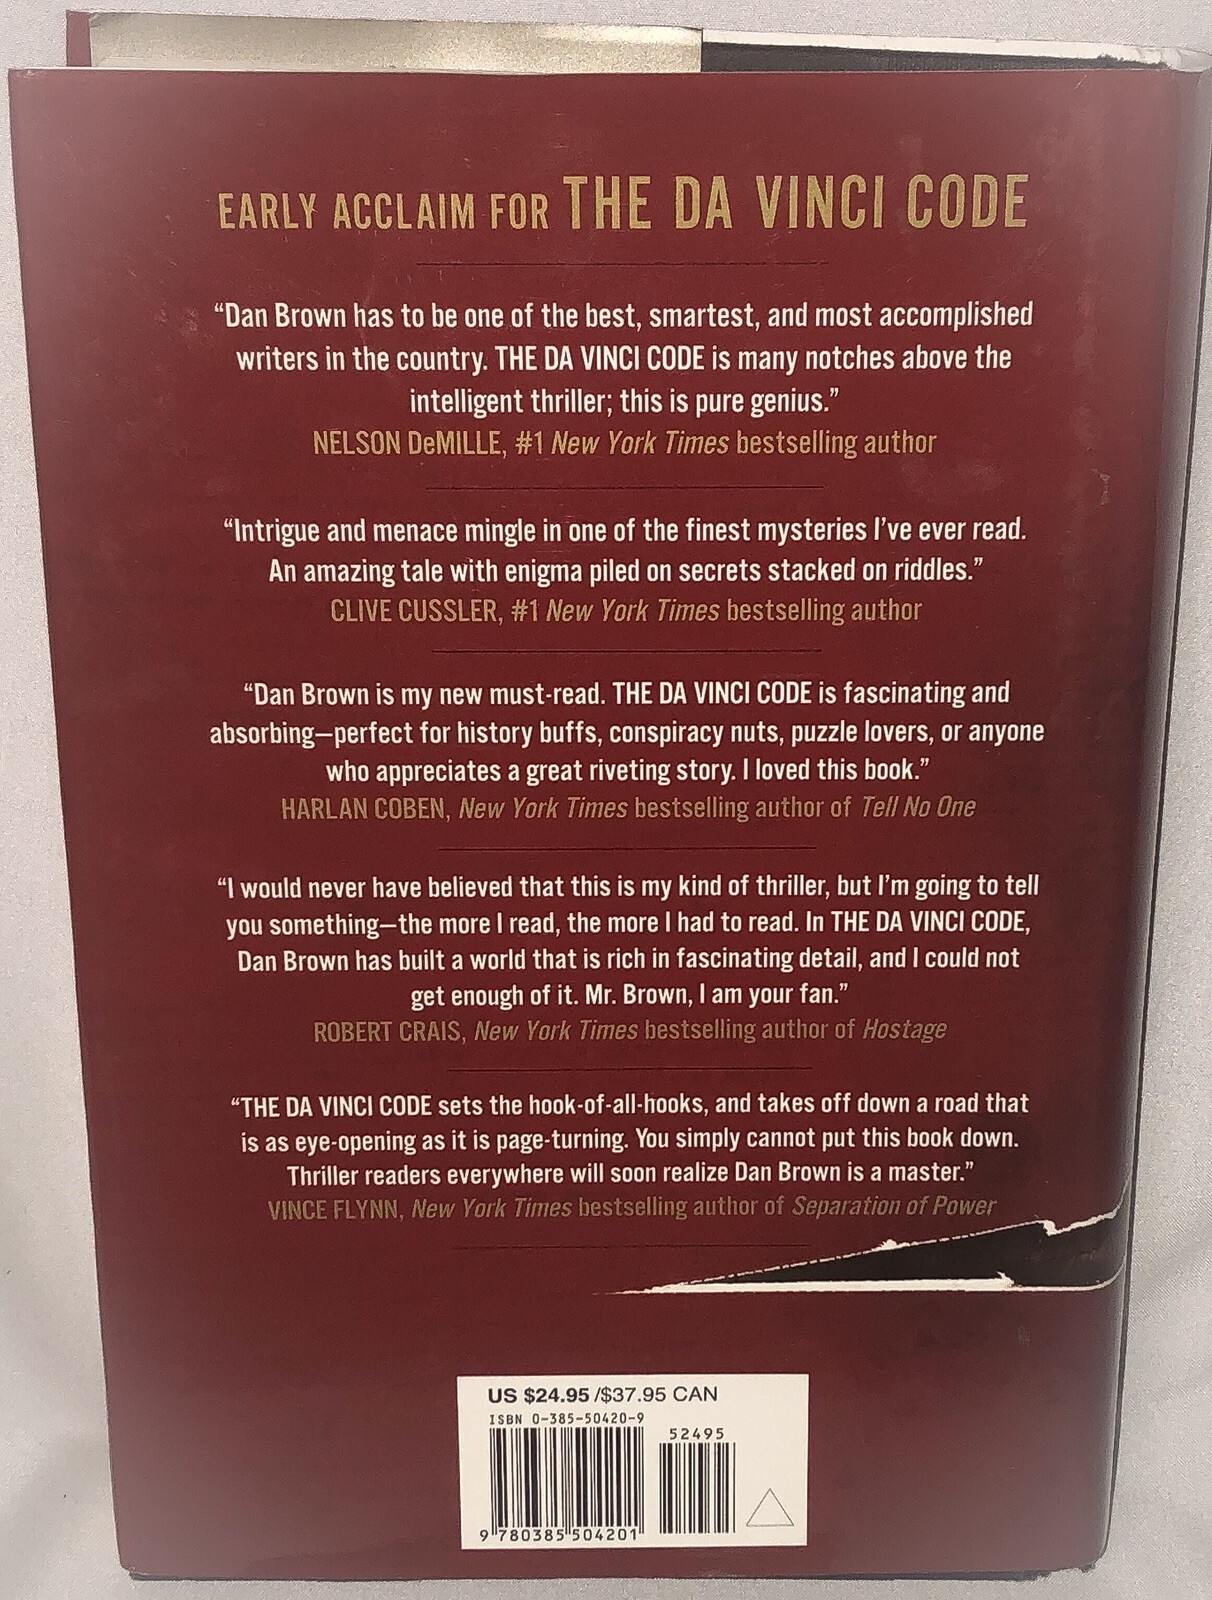 EARLY ACCLAIM FOR THE DA VINCI CODE
“Dan Brown has to be one of the best, smartest, and most accomplished
writers in the country. THE DA VINCI CODE is many notches above the
intelligent thriller; this is pure genius.”
NELSON DeMILLE, #1 New York Times bestselling author
“Intrigue and menace mingle in one of the finest mysteries I’ve ever read.
An amazing tale with enigma piled on secrets stacked on riddles.”
CLIVE CUSSLER, #1 New York Times bestselling author
“Dan Brown is my new must-read. THE DA VINCI CODE is fascinating and
absorbing—perfect for history buffs, conspiracy nuts, puzzle lovers, or anyone
who appreciates a great riveting story. I loved this book.”
HARLAN COBEN, New York Times bestselling author of Tell No One
“I would never have believed that this is my kind of thriller, but I’m going to tell
you something—the more I read, the more I had to read. In THE DA VINCI CODE,
Dan Brown has built a world that is rich in fascinating detail, and I could not
get enough of it. Mr. Brown, I am your fan.”
ROBERT CRAIS, New York Times bestselling author of Hostage
“THE DA VINCI CODE sets the hook-of-all-hooks, and takes off down a road that
is as eye-opening as it is page-turning. You simply cannot put this book down.
Thriller readers everywhere will soon realize Dan Brown is a master.”
VINCE FLYNN, New York Times bestselling author of Separation of Power
US $24.95 /$37.95 CAN
ISBN 0-385-50420-9
52495
9 780385 504201